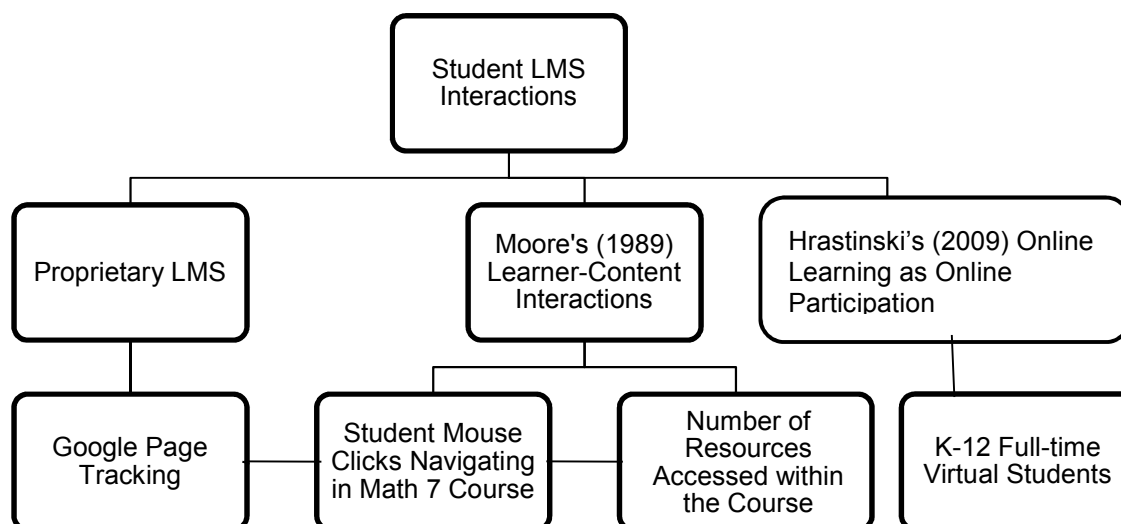 Student LMS
Interactions
Proprietary LMS
Moore's (1989)
Learner-Content
Interactions
Hrastinski’s (2009) Online
Learning as Online
Participation
Google Page
Tracking
Student Mouse
Clicks Navigating
in Math 7 Course
Number of
Resources
Accessed within
the Course
K-12 Full-time
Virtual Students